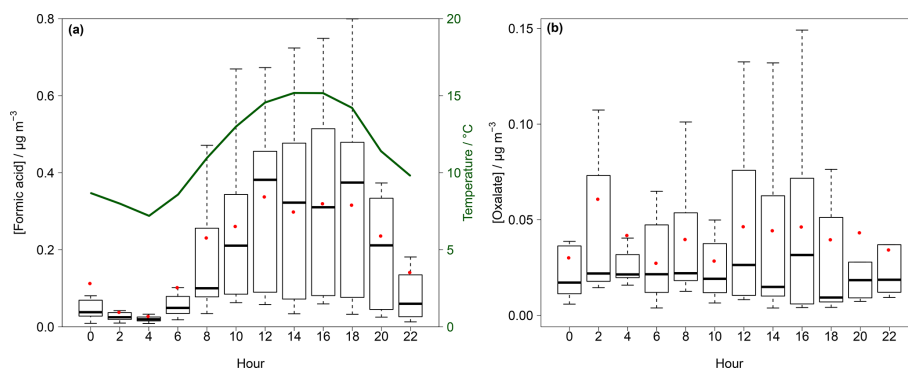 (a)
[Formic acid] / µg m⁻³
0.8
0.6
0.4
0.2
0.0
20
15
10
5
0
Temperature / °C
0 2 4 6 8 10 12 14 16 18 20 22
Hour
(b)
[Oxalate] / µg m⁻³
0.15
0.10
0.05
0.00
0 2 4 6 8 10 12 14 16 18 20 22
Hour